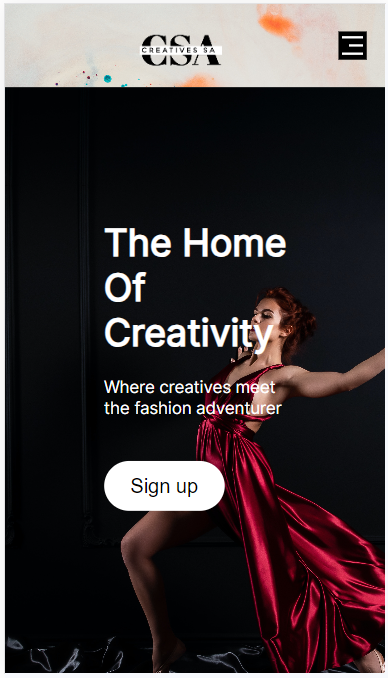 CSA
CREATIVES SA
The Home
Of
Creativity
Where creatives meet
the fashion adventurer
Sign up